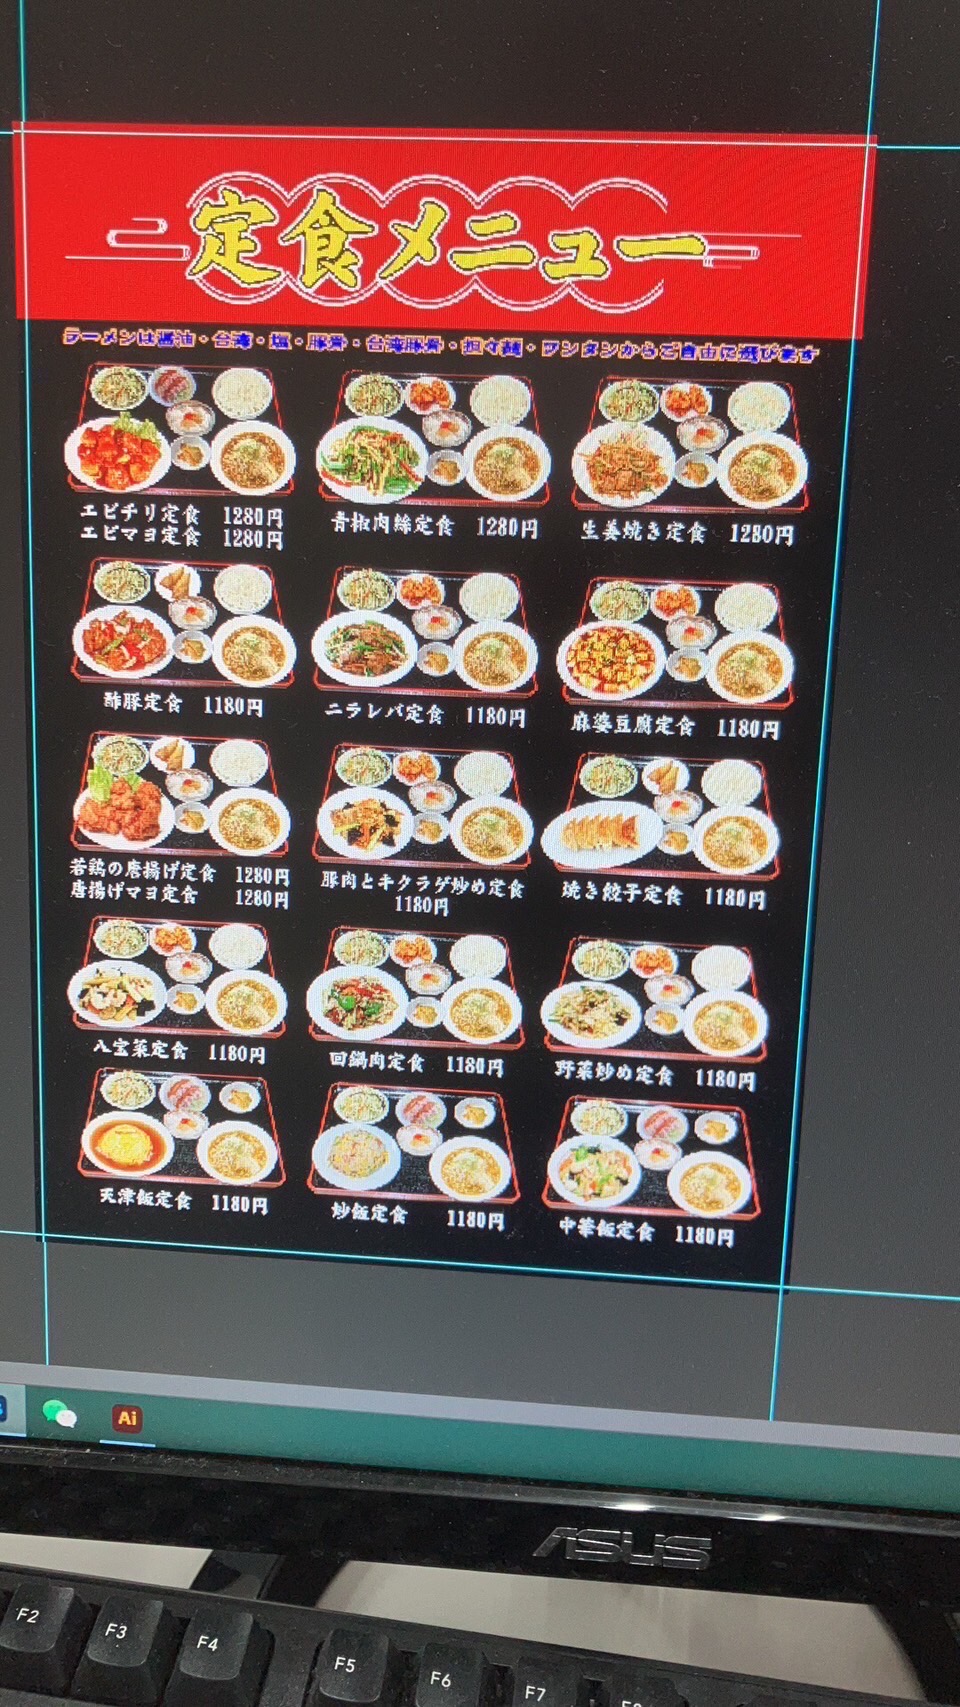 定食メニュー
ラーメンは醤油・台湾・塩・豚骨・台湾豚骨・担々麺・ワンタンからご自由に選びます
エビチリ定食 1280円
エビマヨ定食 1280円
青椒肉絲定食 1280円
生姜焼き定食 1280円
酢豚定食 1180円
ニラレバ定食 1180円
麻婆豆腐定食 1180円
若鶏の唐揚げ定食 1280円
唐揚げマヨ定食 1280円
豚肉とキクラゲ炒め定食
1180円
焼き餃子定食 1180円
八宝菜定食 1180円
回鍋肉定食 1180円
野菜炒め定食 1180円
天津飯定食 1180円
炒飯定食 1180円
中華飯定食 1180円
Ai
ASUS
F2
F3
F4
F5
F6
F7